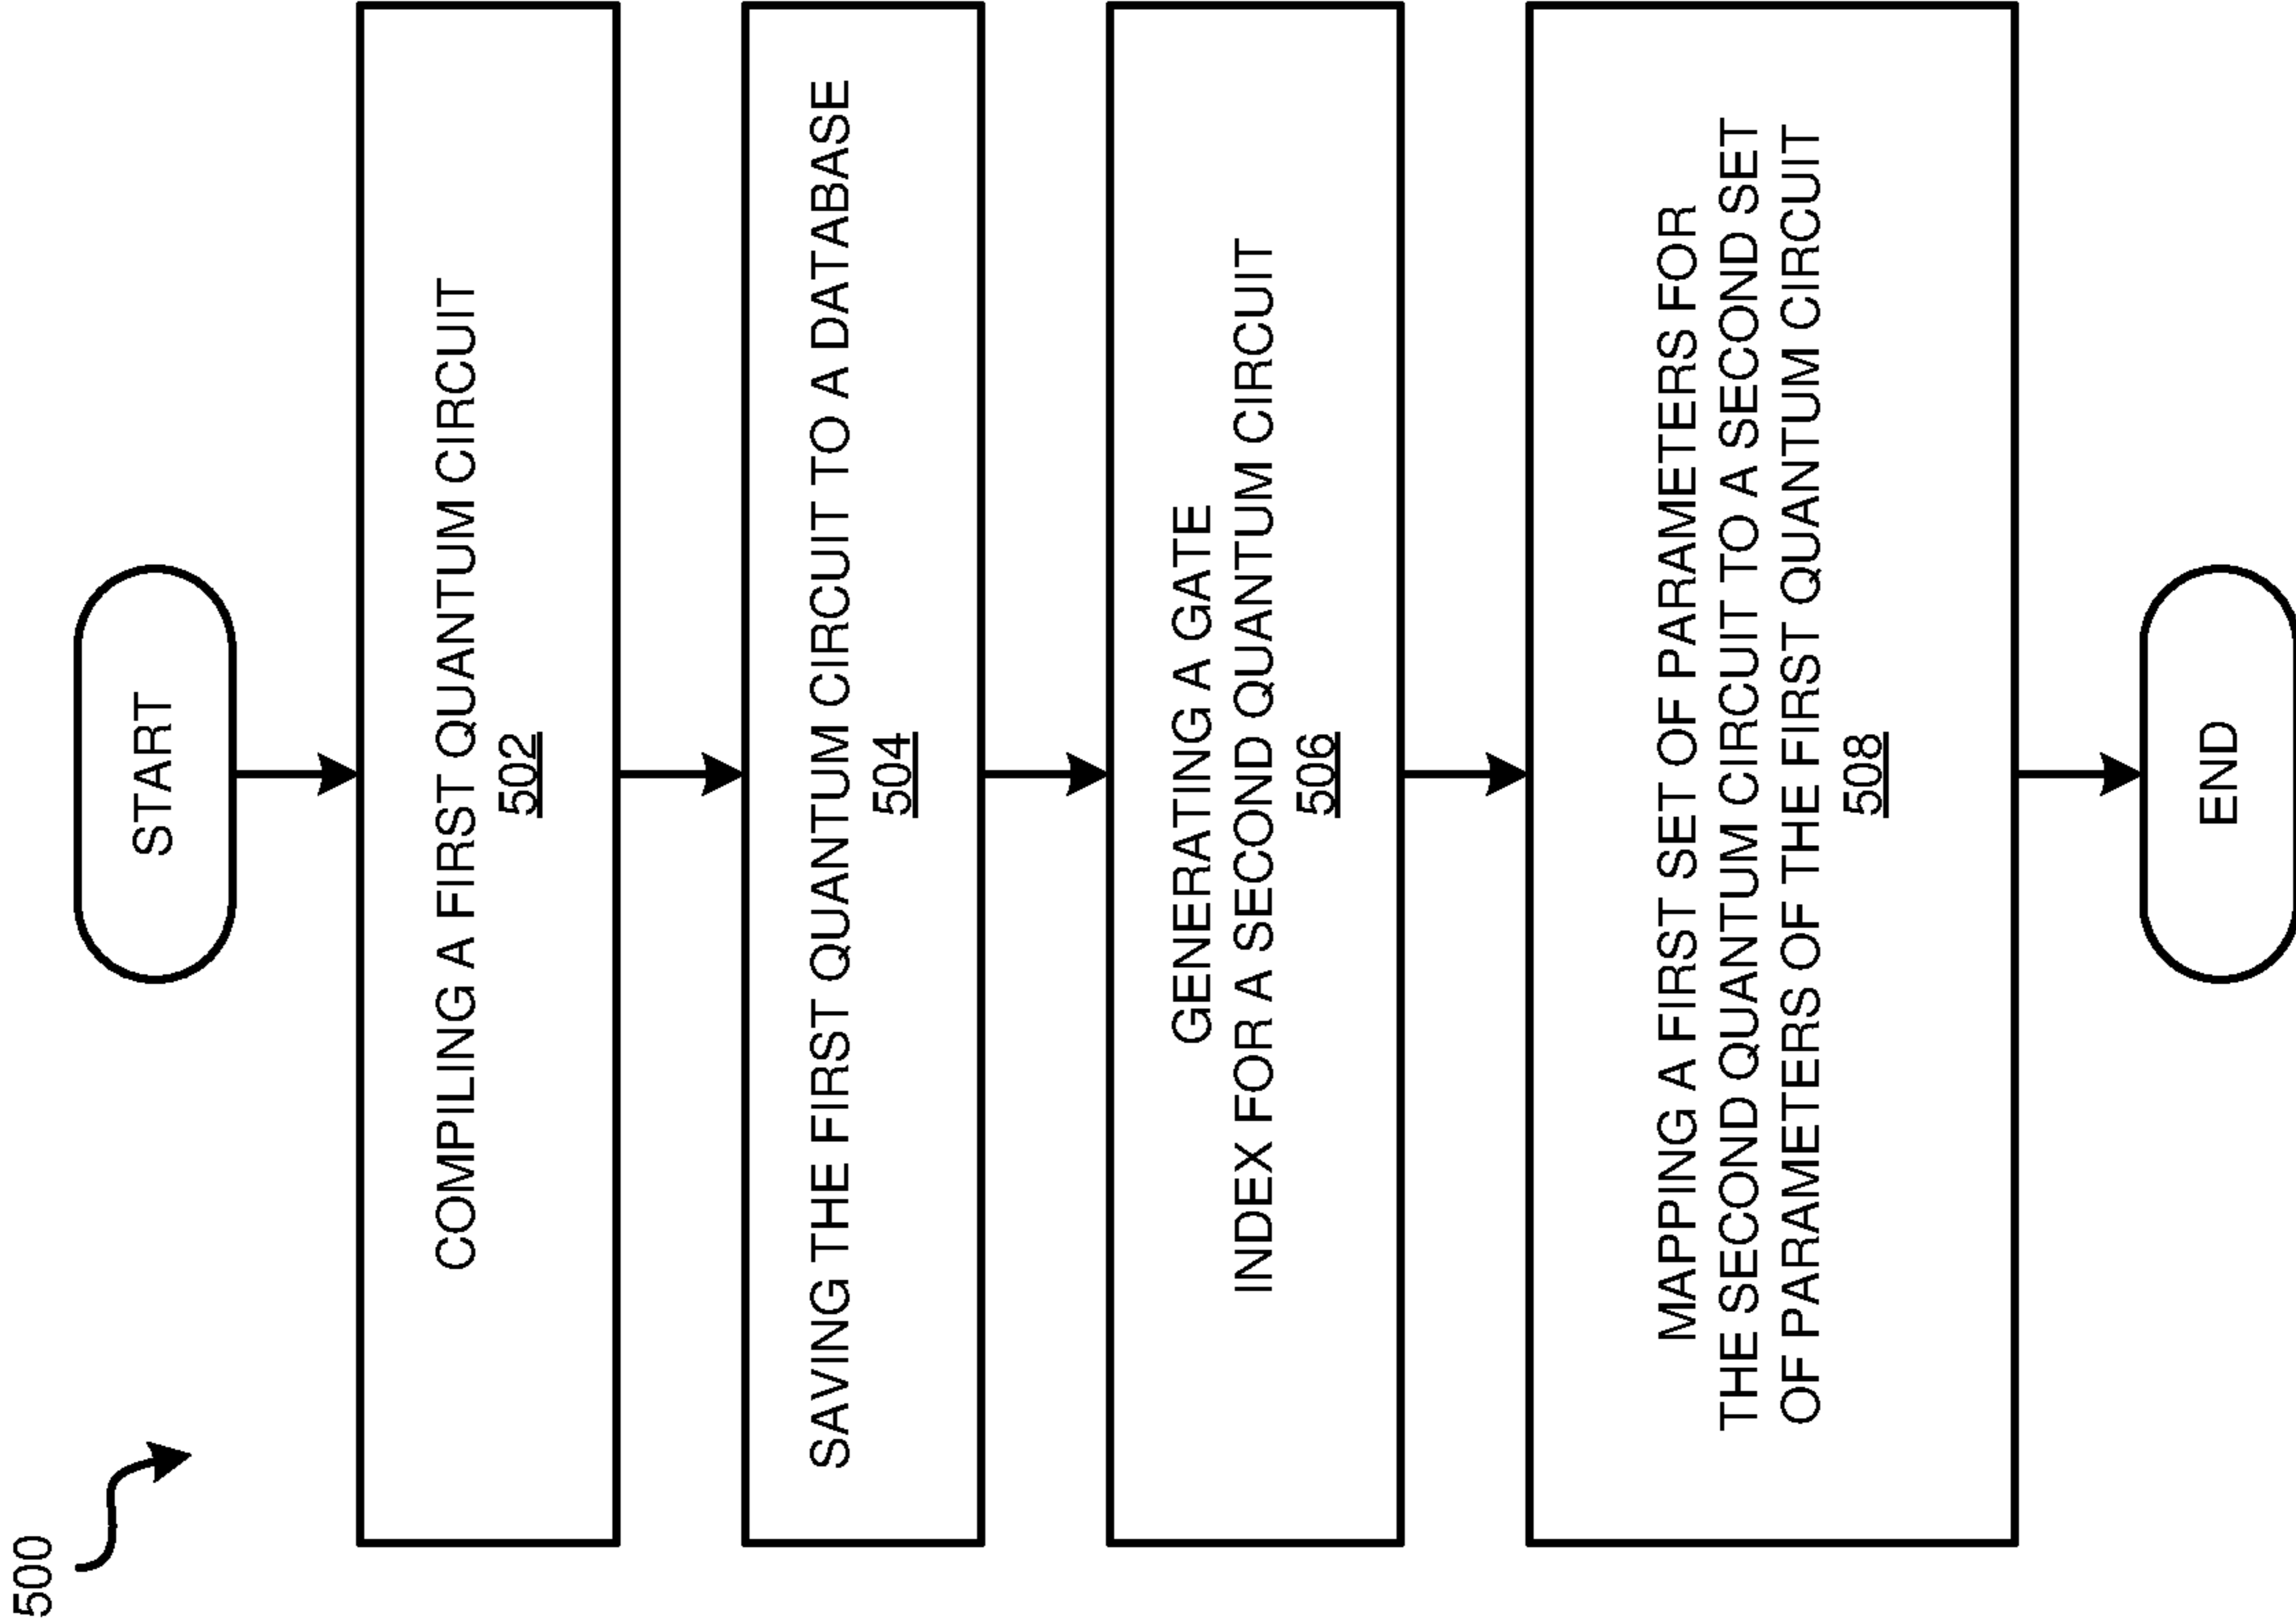 500
START
COMPILING A FIRST QUANTUM CIRCUIT
502
SAVING THE FIRST QUANTUM CIRCUIT TO A DATABASE
504
GENERATING A GATE
INDEX FOR A SECOND QUANTUM CIRCUIT
506
MAPPING A FIRST SET OF PARAMETERS FOR
THE SECOND QUANTUM CIRCUIT TO A SECOND SET
OF PARAMETERS OF THE FIRST QUANTUM CIRCUIT
508
END